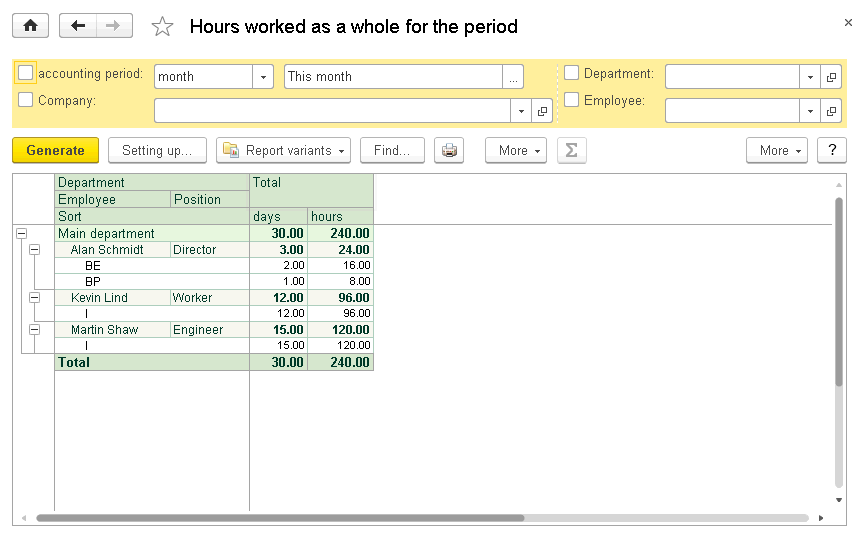 Hours worked as a whole for the period
accounting period: month This month ... Department:
Company: Employee:
Generate Setting up... Report variants Find... More Σ More ?
Department Total
Employee Position
Sort days hours
Main department 30.00 240.00
Alan Schmidt Director 3.00 24.00
BE 2.00 16.00
BP 1.00 8.00
Kevin Lind Worker 12.00 96.00
I 12.00 96.00
Martin Shaw Engineer 15.00 120.00
I 15.00 120.00
Total 30.00 240.00